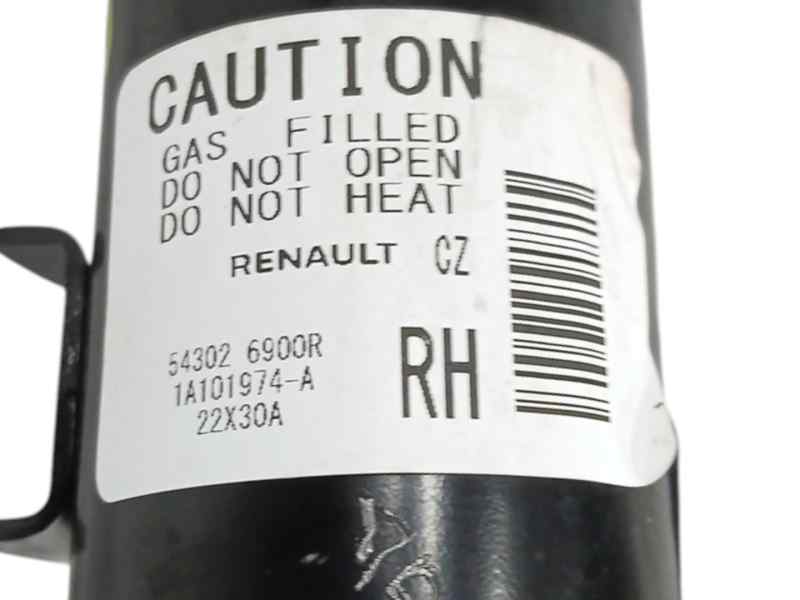 CAUTION
GAS FILLED
DO NOT OPEN
DO NOT HEAT
RENAULT CZ
54302 6900R
1A101974-A
22X30A
RH